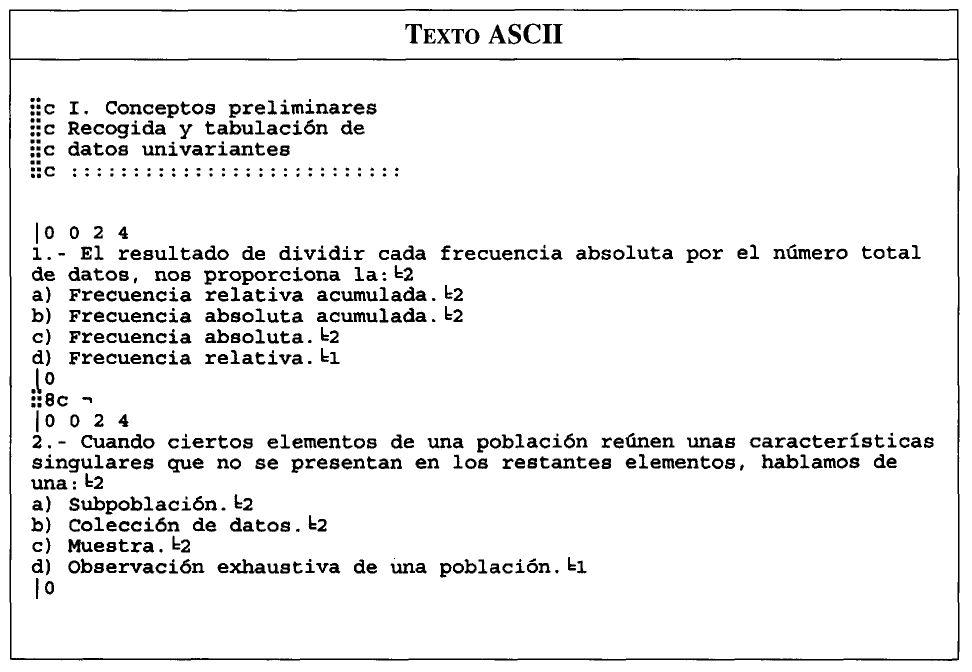 TEXTO ASCII
⣿c I. Conceptos preliminares
⣿c Recogida y tabulación de
⣿c datos univariantes
⣿c :::::::::::::::::::::::::::
|0 0 2 4
1.- El resultado de dividir cada frecuencia absoluta por el número total
de datos, nos proporciona la:╘2
a) Frecuencia relativa acumulada.╘2
b) Frecuencia absoluta acumulada.╘2
c) Frecuencia absoluta.╘2
d) Frecuencia relativa.╘1
|0
⣿8c ¬
|0 0 2 4
2.- Cuando ciertos elementos de una población reúnen unas características
singulares que no se presentan en los restantes elementos, hablamos de
una:╘2
a) Subpoblación.╘2
b) Colección de datos.╘2
c) Muestra.╘2
d) Observación exhaustiva de una población.╘1
|0